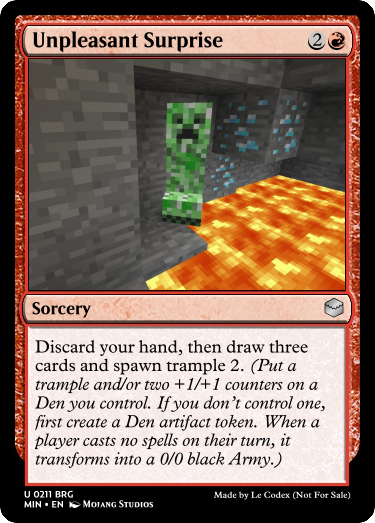 Unpleasant Surprise 2
Sorcery
Discard your hand, then draw three
cards and spawn trample 2. (Put a
trample and/or two +1/+1 counters on a
Den you control. If you don't control one,
first create a Den artifact token. When a
player casts no spells on their turn, it
transforms into a 0/0 black Army.)
U 0211 BRG
MIN • EN Mojang Studios
Made by Le Codex (Not For Sale)